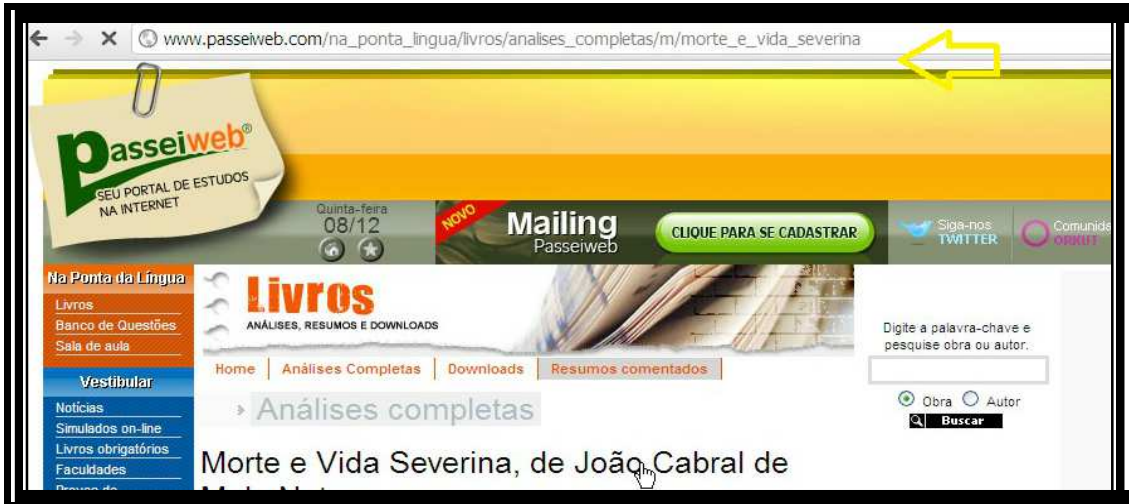 www.passeiweb.com/na_ponta_lingua/livros/analises_completas/m/morte_e_vida_severina
passeiweb®
SEU PORTAL DE ESTUDOS
NA INTERNET
Quinta-feira
08/12
NOVO
Mailing
Passeiweb
CLIQUE PARA SE CADASTRAR
Siga-nos
TWITTER
ORKUT
Na Ponta da Língua
Livros
Banco de Questões
Sala de aula
Vestibular
Notícias
Simulados on-line
Livros obrigatórios
Faculdades
Livros
ANÁLISES, RESUMOS E DOWNLOADS
Home
Análises Completas
Downloads
Resumos comentados
Análises completas
Morte e Vida Severina, de João Cabral de
Digite a palavra-chave e
pesquise obra ou autor.
Obra Autor
Buscar